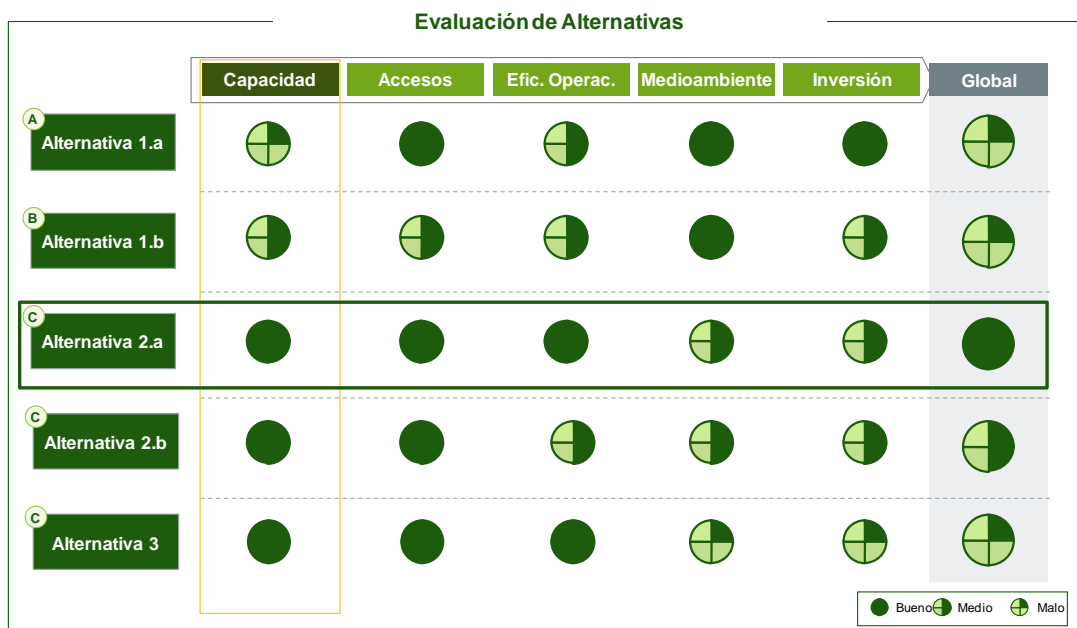 Evaluación de Alternativas
Capacidad Accesos Efic. Operac. Medioambiente Inversión Global
A
Alternativa 1.a
B
Alternativa 1.b
C
Alternativa 2.a
C
Alternativa 2.b
C
Alternativa 3
Bueno Medio Malo